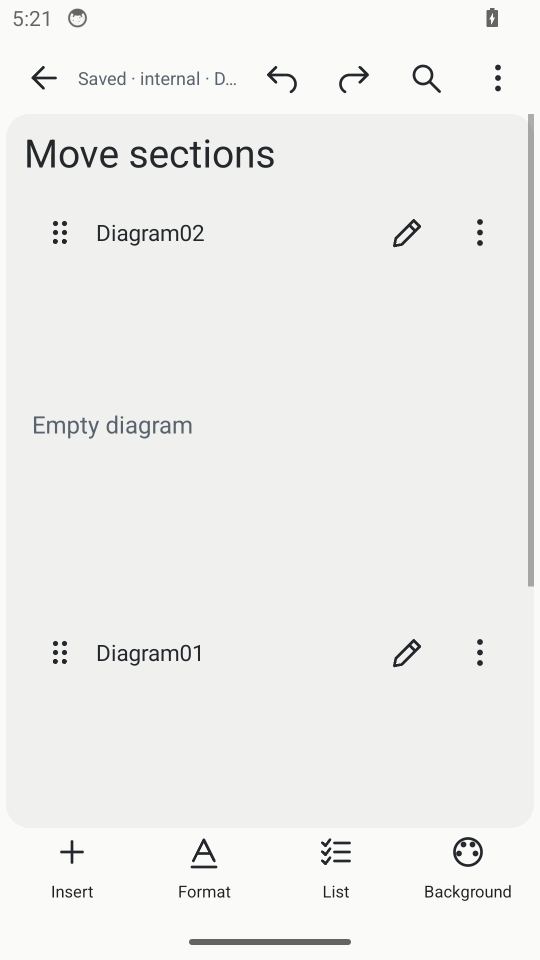 5:21
Saved · internal · D...
Move sections
Diagram02
Empty diagram
Diagram01
Insert
Format
List
Background